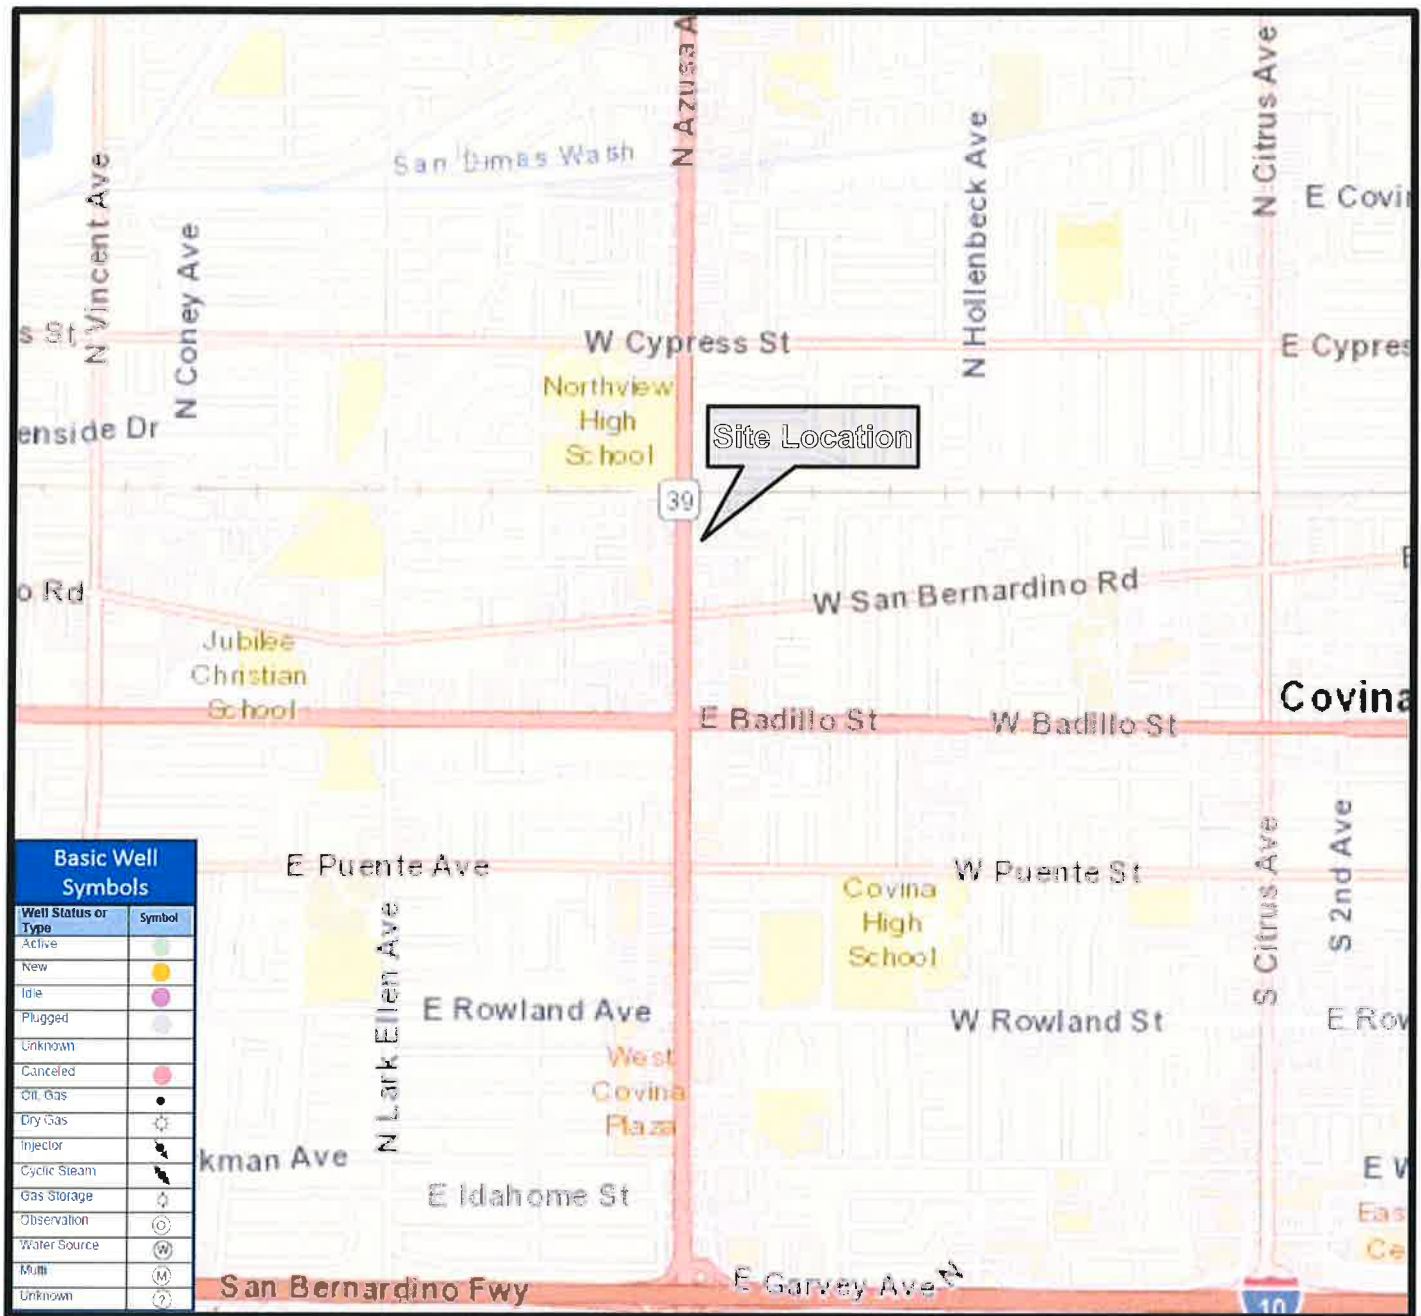 N Azusa A
N Citrus Ave
San Dimas Wash
N Hollenbeck Ave
N Vincent Ave
E Covi
N Coney Ave
s St
W Cypress St
E Cypres
Northview
High
School
enside Dr
Site Location
39
o Rd
W San Bernardino Rd
E
Jubilee
Christian
School
Covina
E Badillo St
W Badillo St
S 2nd Ave
S Citrus Ave
E Puente Ave
W Puente St
Covina
High
School
N Lark Ellen Ave
E Rowland Ave
W Rowland St
E Row
West
Covina
Plaza
kman Ave
E Idahome St
E W
Eas
Ce
San Bernardino Fwy
E Garvey Ave N
10
Basic Well
Symbols
Well Status or
Type
Symbol
Active
New
Idle
Plugged
Unknown
Canceled
Oil, Gas
Dry Gas
Injector
Cyclic Steam
Gas Storage
Observation
O
Water Source
W
Multi
M
Unknown
?